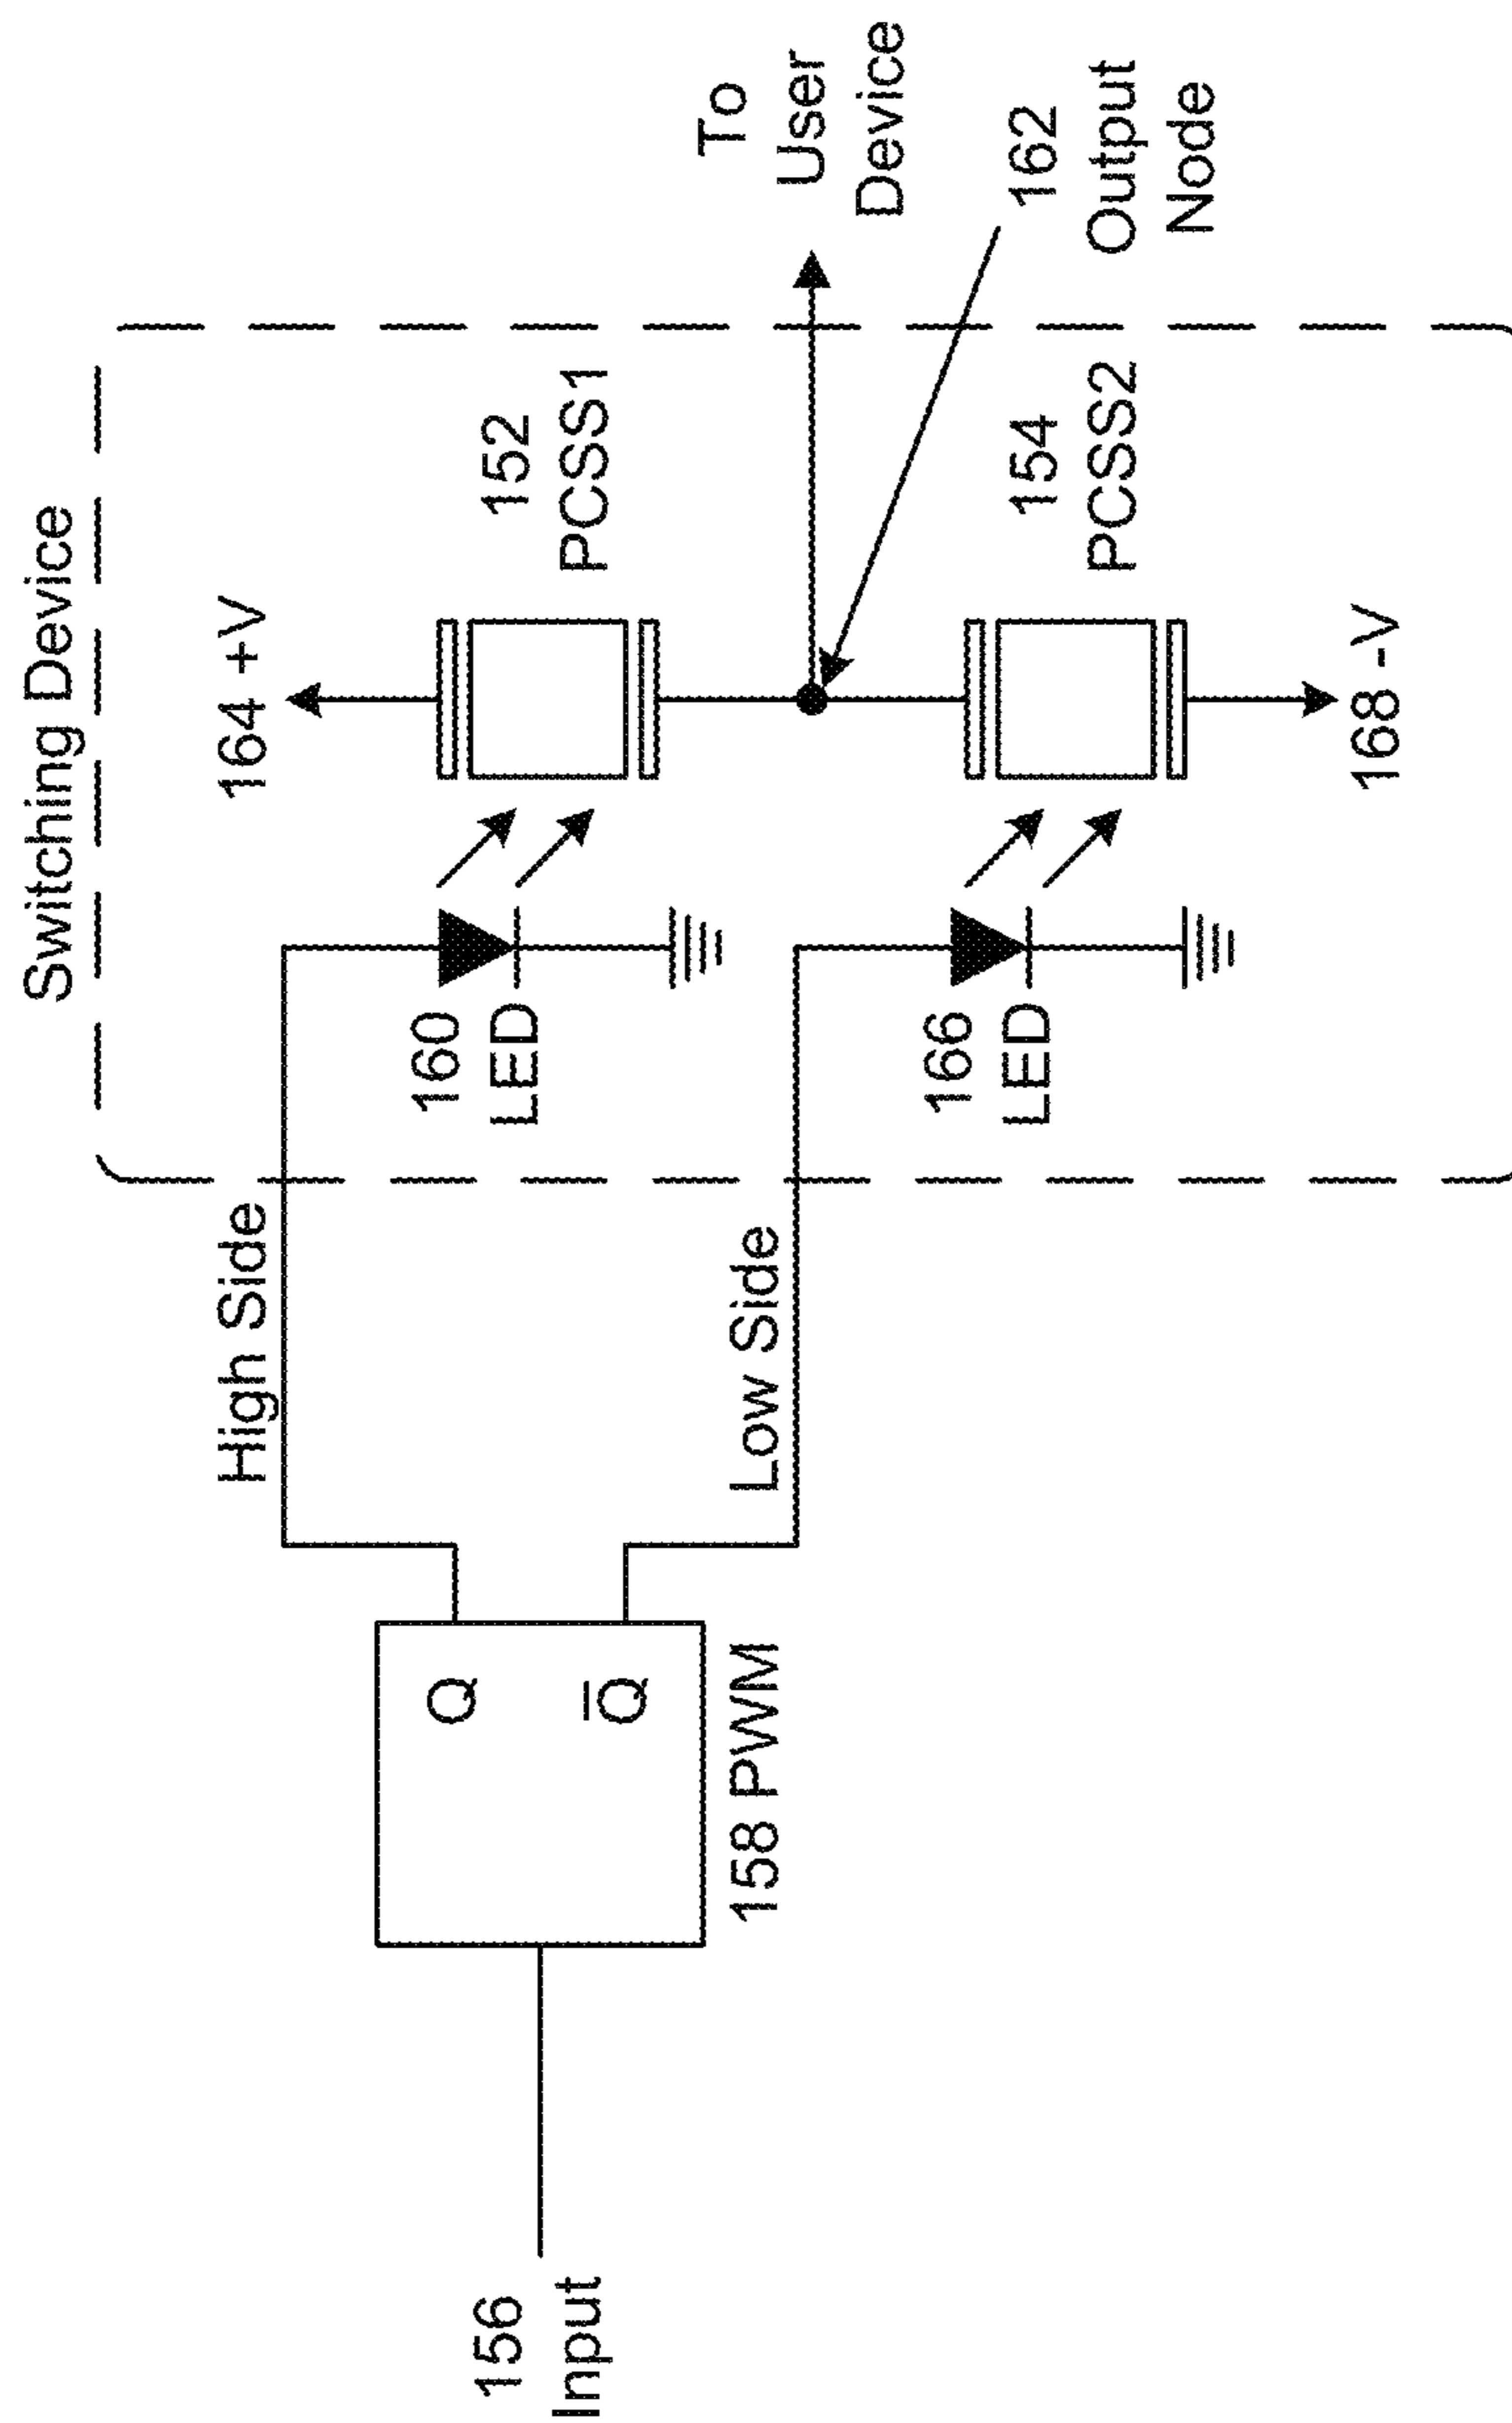 Switching Device
164 +V
High Side
160
LED
152
PCSS1
Q
Q̅
156
Input
158 PWM
Low Side
To
User
Device
166
LED
154
PCSS2
162
Output
Node
168 -V